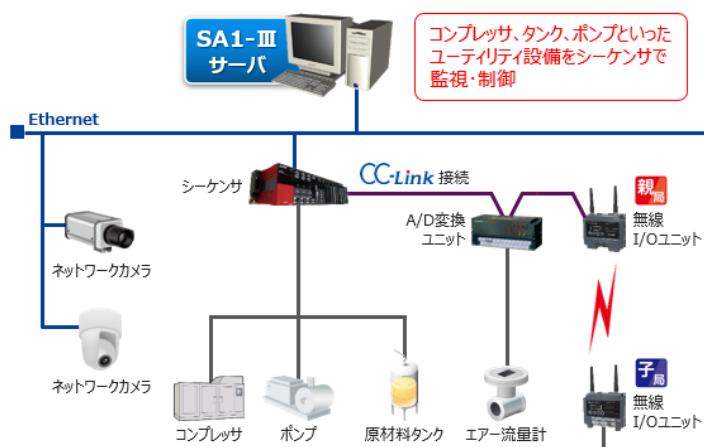 SA1-Ⅲ
サーバ
コンプレッサ、タンク、ポンプといった
ユーティリティ設備をシーケンサで
監視・制御
Ethernet
シーケンサ
CC-Link 接続
A/D変換
ユニット
親局
無線
I/Oユニット
ネットワークカメラ
ネットワークカメラ
子局
無線
I/Oユニット
コンプレッサ
ポンプ
原材料タンク
エアー流量計